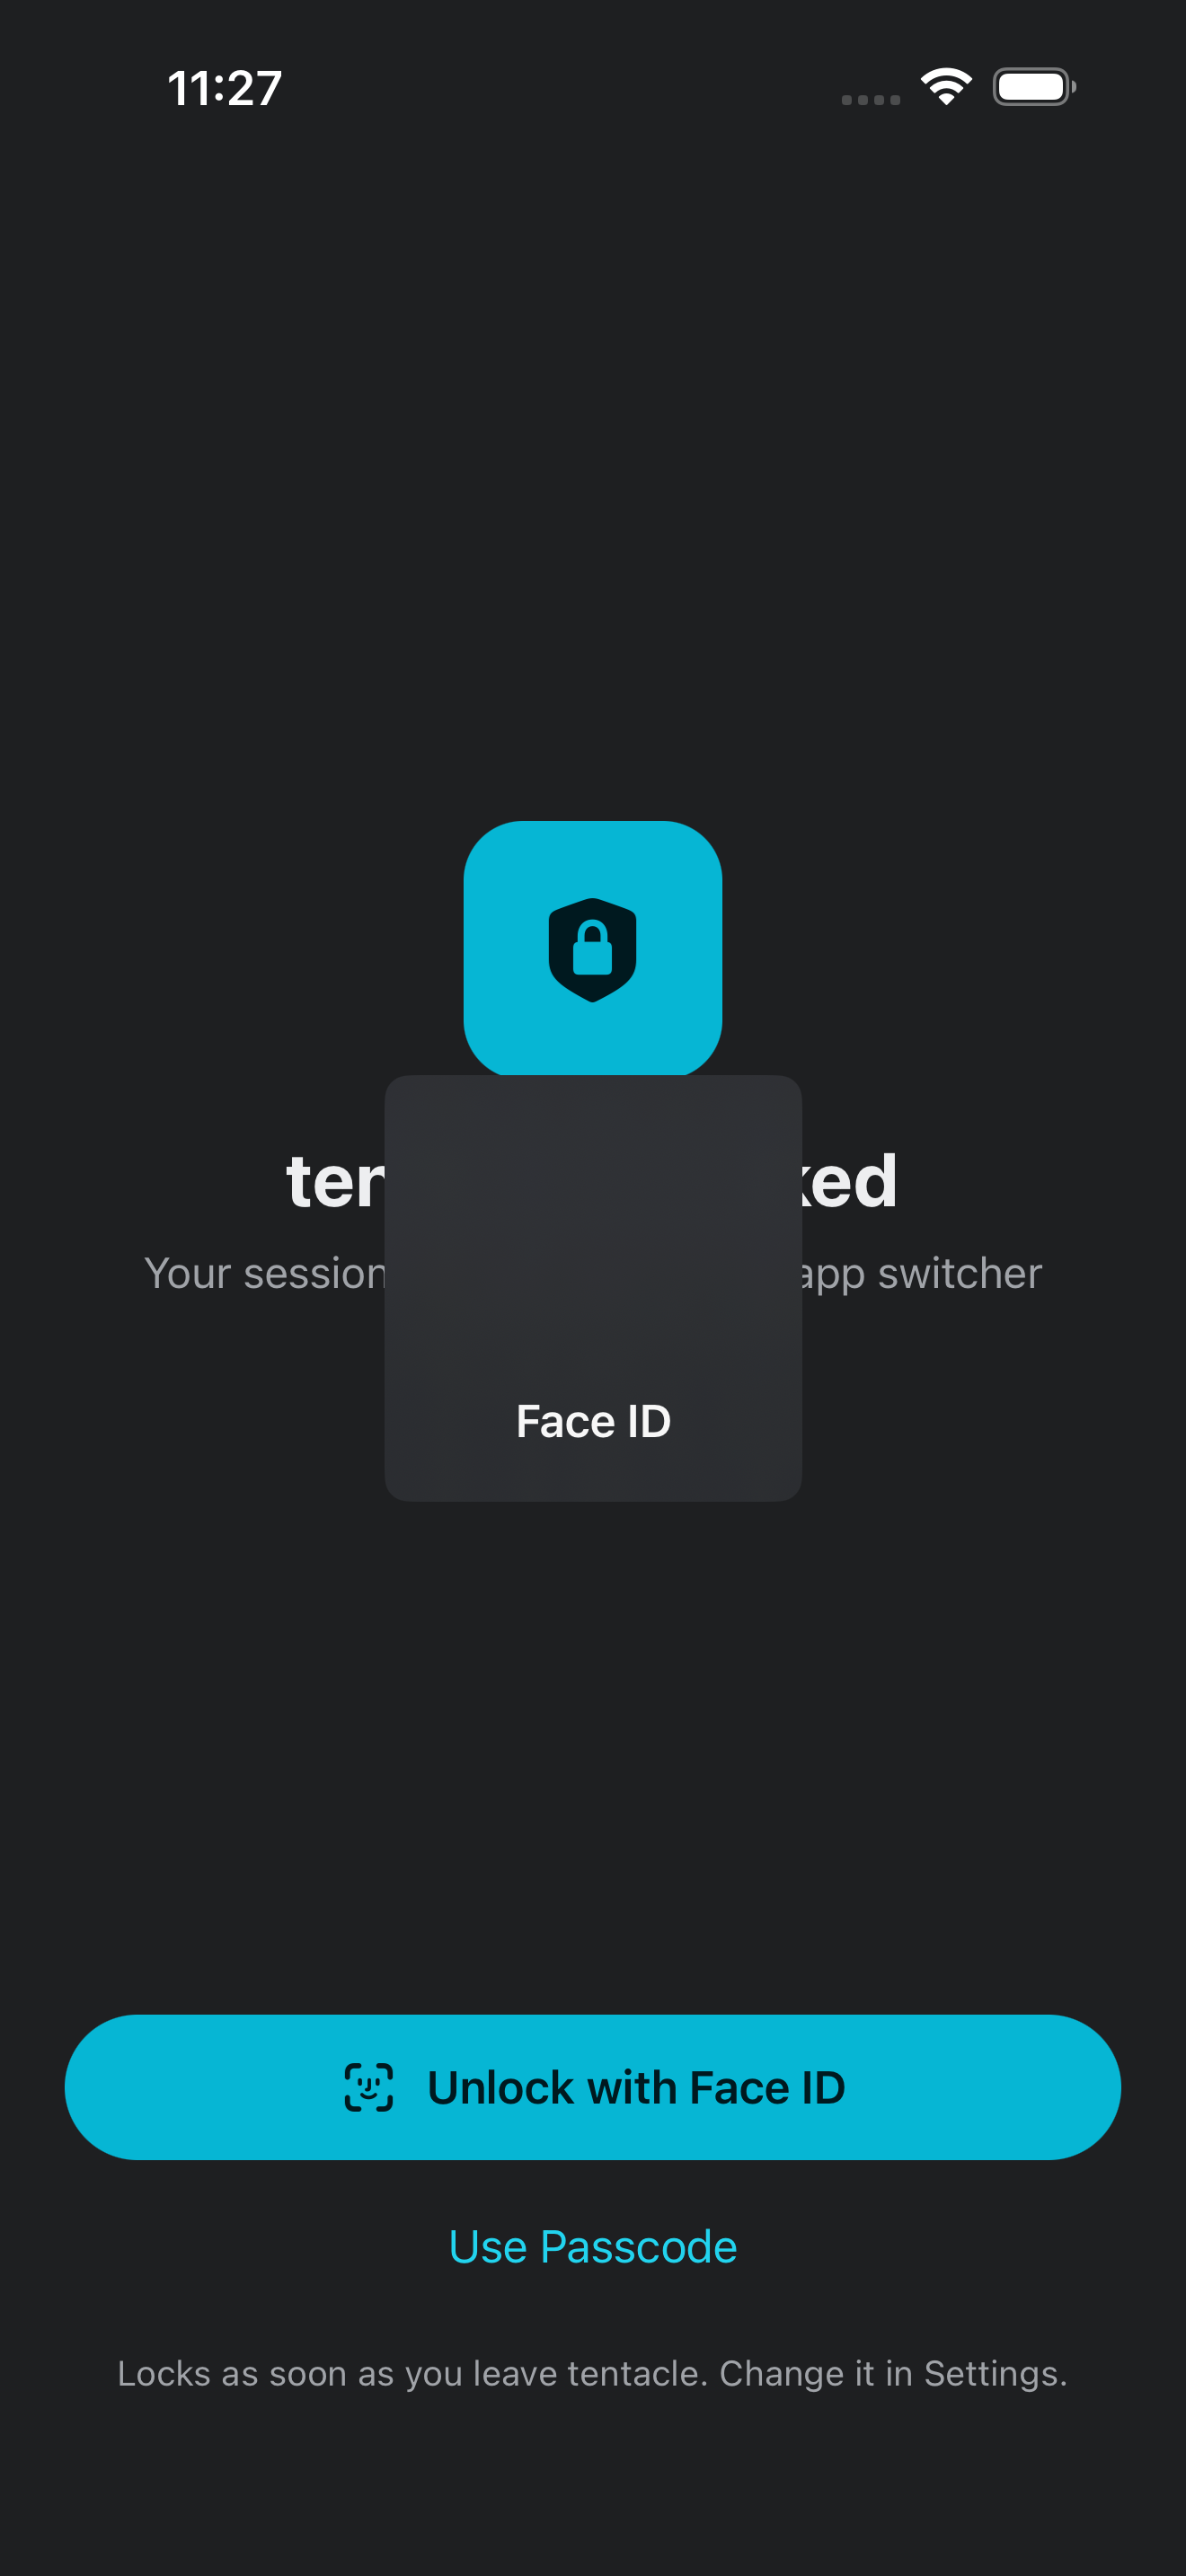 11:27
ked
Your session app switcher
Face ID
Unlock with Face ID
Use Passcode
Locks as soon as you leave tentacle. Change it in Settings.